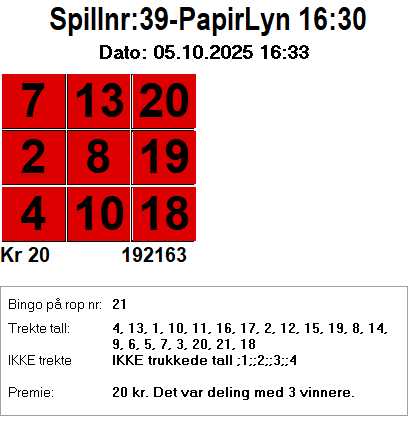 Spillnr:39-PapirLyn 16:30
Dato: 05.10.2025 16:33
7 13 20
2 8 19
4 10 18
Kr 20 192163
Bingo på rop nr: 21
Trekte tall: 4, 13, 1, 10, 11, 16, 17, 2, 12, 15, 19, 8, 14,
9, 6, 5, 7, 3, 20, 21, 18
IKKE trekte IKKE trukkede tall ;1;;2;;3;;4
Premie: 20 kr. Det var deling med 3 vinnere.